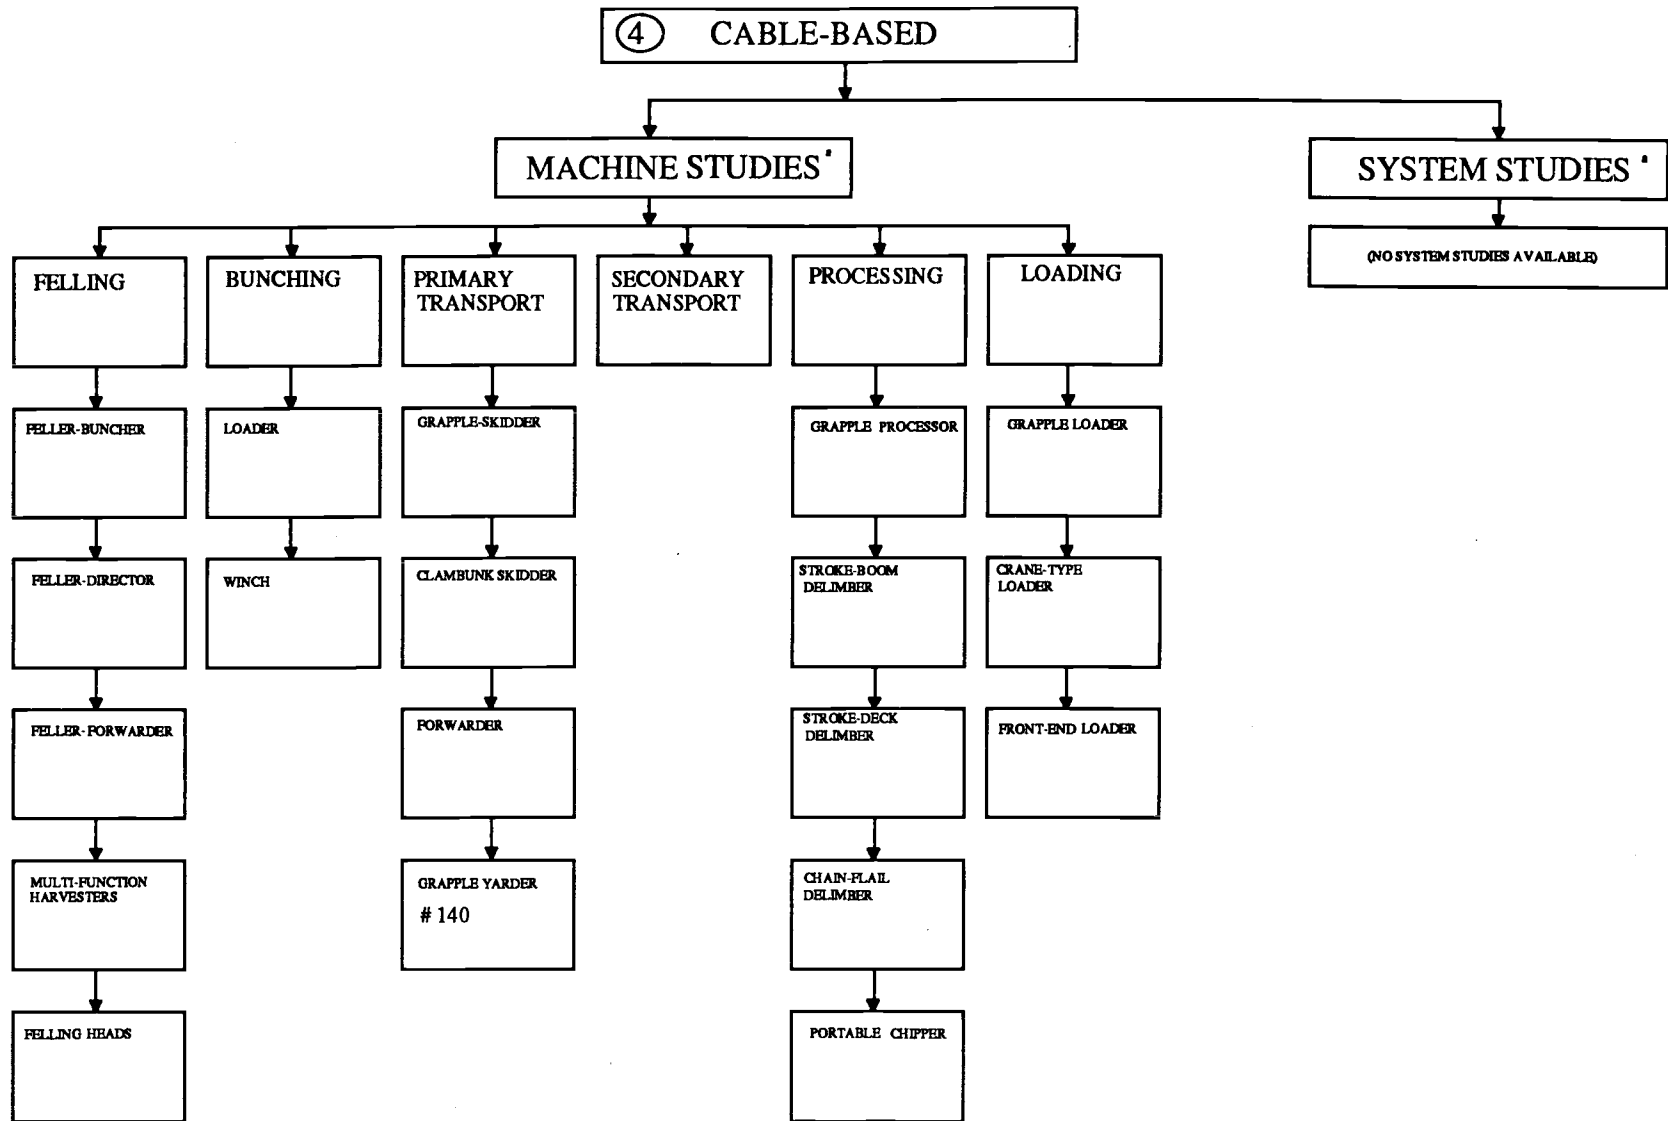 4 CABLE-BASED
MACHINE STUDIES
SYSTEM STUDIES
(NO SYSTEM STUDIES AVAILABLE)
FELLING
BUNCHING
PRIMARY
TRANSPORT
SECONDARY
TRANSPORT
PROCESSING
LOADING
FELLER-BUNCHER
LOADER
GRAPPLE-SKIDDER
GRAPPLE PROCESSOR
GRAPPLE LOADER
FELLER-DIRECTOR
WINCH
CLAMBUNK SKIDDER
STROKE-BOOM
DELIMBER
CRANE-TYPE
LOADER
FELLER-FORWARDER
FORWARDER
STROKE-DECK
DELIMBER
FRONT-END LOADER
MULTI-FUNCTION
HARVESTERS
GRAPPLE YARDER
# 140
CHAIN-FLAIL
DELIMBER
FELLING HEADS
PORTABLE CHIPPER